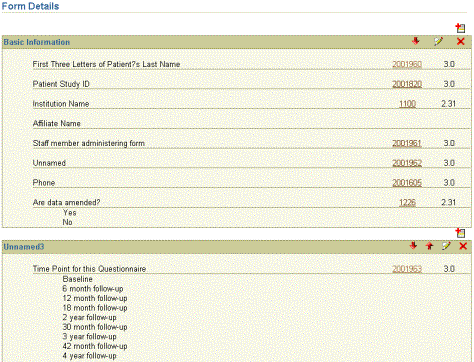 Form Details
Basic Information
First Three Letters of Patient?s Last Name 2001960 3.0
Patient Study ID 2001820 3.0
Institution Name 1100 2.31
Affiliate Name
Staff member administering form 2001961 3.0
Unnamed 2001962 3.0
Phone 2001605 3.0
Are data amended? 1226 2.31
Yes
No
Unnamed3
Time Point for this Questionnaire 2001963 3.0
Baseline
6 month follow-up
12 month follow-up
18 month follow-up
2 year follow-up
30 month follow-up
3 year follow-up
42 month follow-up
4 year follow-up